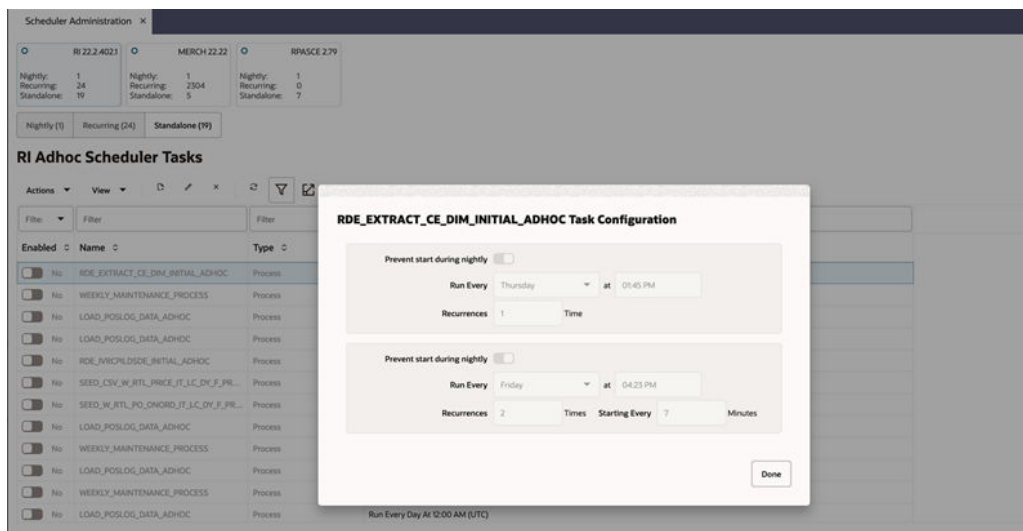 Scheduler Administration ×
RI 22.2.402.1 MERCH 22.22 RPASCE 2.79
Nightly: 1 Nightly: 1 Nightly: 1
Recurring: 24 Recurring: 2304 Recurring: 0
Standalone: 19 Standalone: 5 Standalone: 7
Nightly (1) Recurring (24) Standalone (19)
RI Adhoc Scheduler Tasks
Actions View
Filter Filter
RDE_EXTRACT_CE_DIM_INITIAL_ADHOC Task Configuration
Enabled Name Type
Prevent start during nightly
No RDE_EXTRACT_CE_DIM_INITIAL_ADHOC Process
Run Every Thursday at 01:45 PM
No WEEKLY_MAINTENANCE_PROCESS Process
Recurrences 1 Time
No LOAD_POSLOG_DATA_ADHOC Process
No LOAD_POSLOG_DATA_ADHOC Process
Prevent start during nightly
No RDE_IVRCPILDSDE_INITIAL_ADHOC Process
Run Every Friday at 04:23 PM
No SEED_CSV_W_RTL_PRICE_IT_LC_DY_F_PR... Process
Recurrences 2 Times Starting Every 7 Minutes
No SEED_W_RTL_PO_ONORD_IT_LC_DY_F_PR... Process
No LOAD_POSLOG_DATA_ADHOC Process
No WEEKLY_MAINTENANCE_PROCESS Process
No LOAD_POSLOG_DATA_ADHOC Process
Done
No WEEKLY_MAINTENANCE_PROCESS Process
No LOAD_POSLOG_DATA_ADHOC Process Run Every Day At 12:00 AM (UTC)